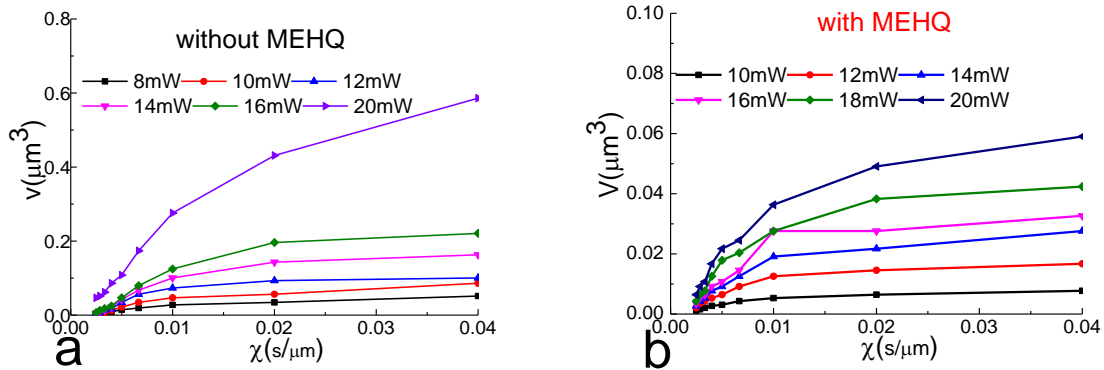 without MEHQ
8mW 10mW 12mW
14mW 16mW 20mW
0.8
0.6
0.4
0.2
0.0
0.00 0.01 0.02 0.03 0.04
v(μm³)
χ(s/μm)
a
with MEHQ
10mW 12mW 14mW
16mW 18mW 20mW
0.10
0.08
0.06
0.04
0.02
0.00
0.00 0.01 0.02 0.03 0.04
V(μm³)
χ(s/μm)
b